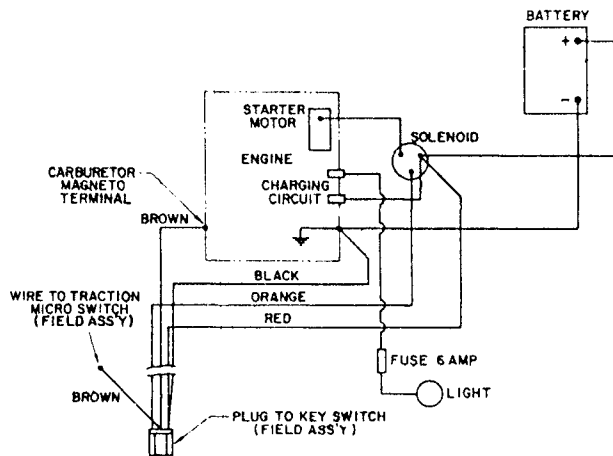 BATTERY
+
-
STARTER
MOTOR
SOLENOID
ENGINE
CARBURETOR
MAGNETO
TERMINAL
CHARGING
CIRCUIT
BROWN
BLACK
WIRE TO TRACTION
MICRO SWITCH
(FIELD ASS'Y)
ORANGE
RED
FUSE 6 AMP
LIGHT
BROWN
PLUG TO KEY SWITCH
(FIELD ASS'Y)